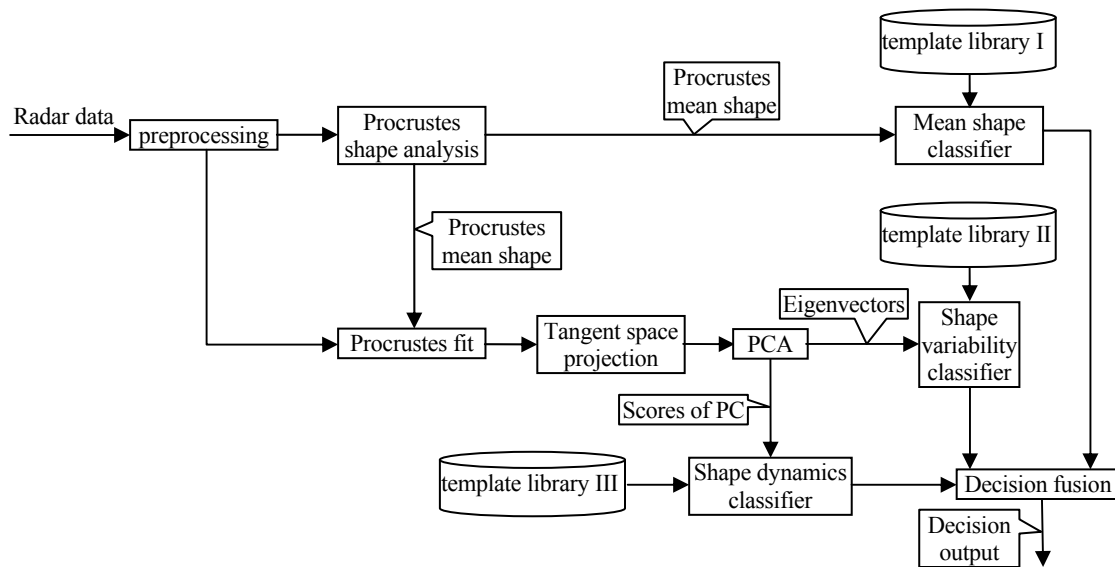 template library I
Procrustes
mean shape
Radar data
preprocessing
Procrustes
shape analysis
Mean shape
classifier
template library II
Procrustes
mean shape
Eigenvectors
Shape
variability
classifier
Procrustes fit
Tangent space
projection
PCA
Scores of PC
template library III
Shape dynamics
classifier
Decision fusion
Decision
output